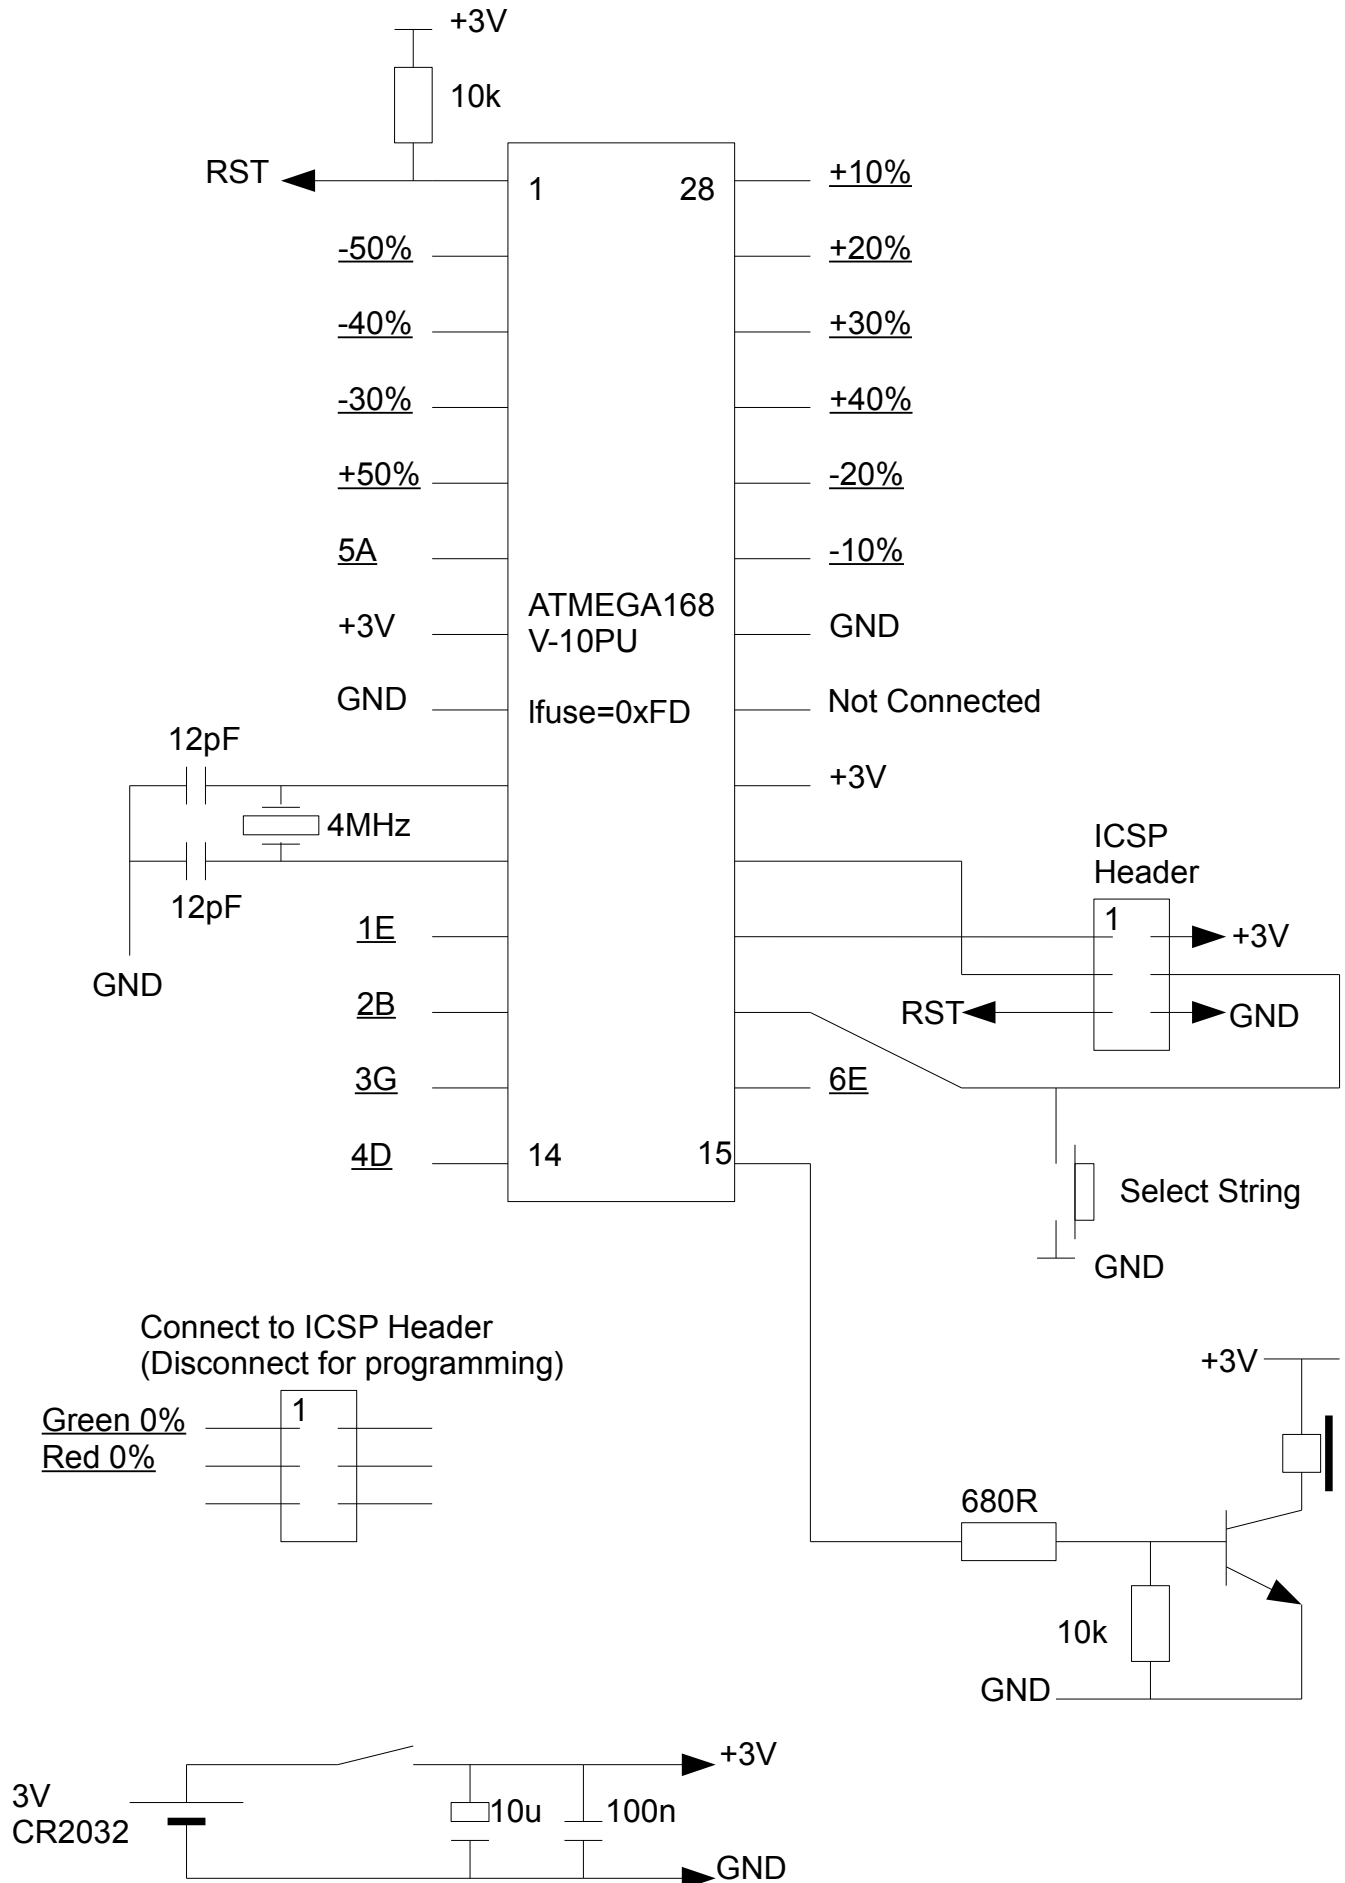 +3V
10k
RST
1
28
+10%
-50%
+20%
-40%
+30%
-30%
+40%
+50%
-20%
5A
-10%
ATMEGA168
V-10PU
+3V
GND
GND
lfuse=0xFD
Not Connected
12pF
+3V
4MHz
12pF
GND
ICSP
Header
1
+3V
RST
GND
1E
2B
3G
6E
4D
14
15
Select String
GND
Connect to ICSP Header
(Disconnect for programming)
1
Green 0%
Red 0%
+3V
680R
10k
GND
3V
CR2032
10u
100n
+3V
GND